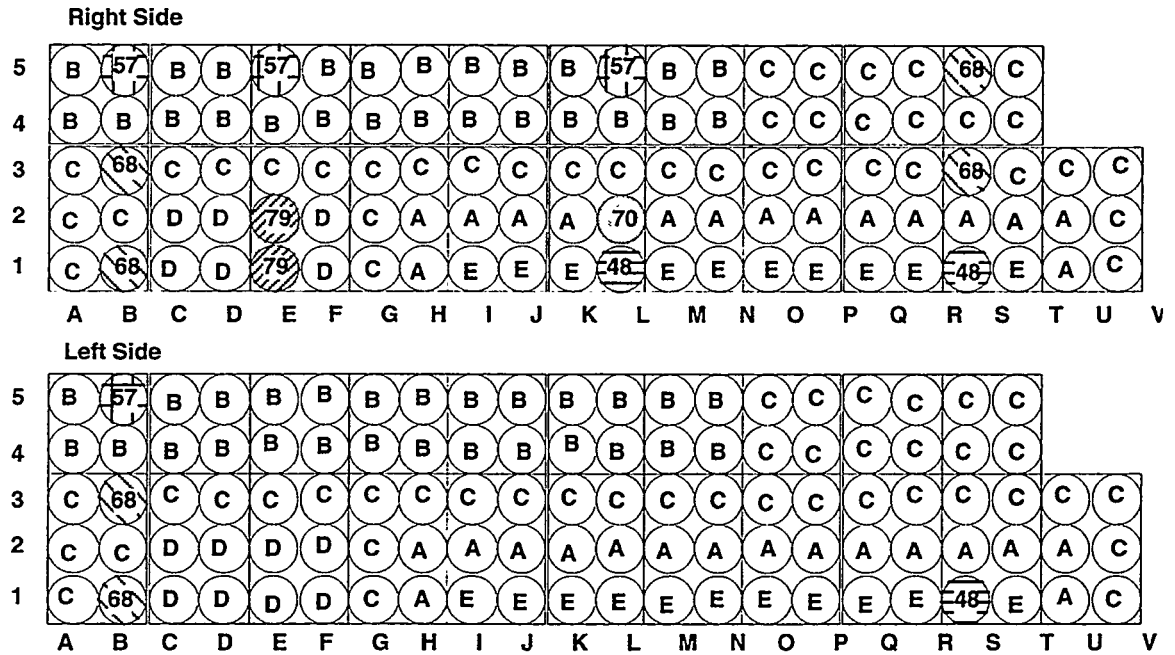 Right Side
5 B 57 B B 57 B B B B B B 57 B B C C C C 68 C
4 B B B B B B B B B B B B B B C C C C C C
3 C 68 C C C C C C C C C C C C C C C C 68 C C C
2 C C D D 79 D C A A A A 70 A A A A A A A A A C
1 C 68 D D 79 D C A E E E 48 E E E E E E 48 E A C
A B C D E F G H I J K L M N O P Q R S T U V
Left Side
5 B 57 B B B B B B B B B B B B C C C C C C
4 B B B B B B B B B B B B B B C C C C C C
3 C 68 C C C C C C C C C C C C C C C C C C C C
2 C C D D D D C A A A A A A A A A A A A A A C
1 C 68 D D D D C A E E E E E E E E E E 48 E A C
A B C D E F G H I J K L M N O P Q R S T U V